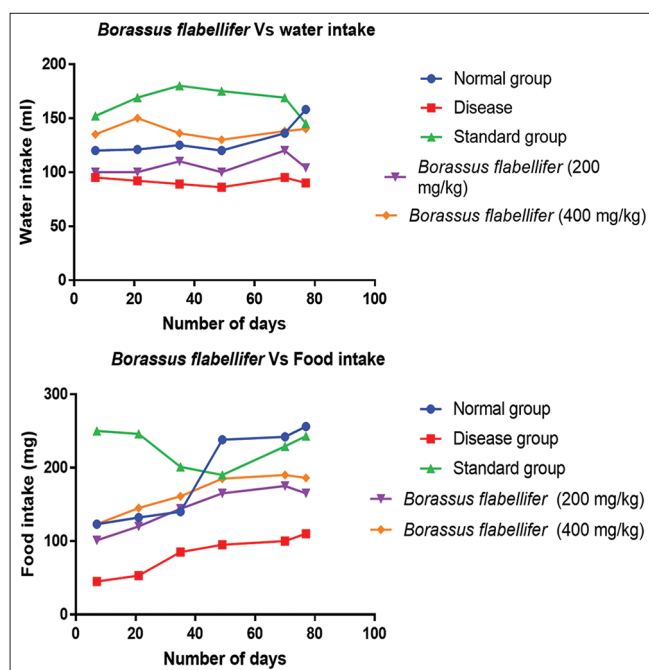 Borassus flabellifer Vs water intake
200
150
100
50
0
Water intake (ml)
0 20 40 60 80 100
Number of days
Normal group
Disease
Standard group
Borassus flabellifer (200
mg/kg)
Borassus flabellifer (400 mg/kg)
Borassus flabellifer Vs Food intake
300
200
100
0
Food intake (mg)
0 20 40 60 80 100
Number of days
Normal group
Disease group
Standard group
Borassus flabellifer (200 mg/kg)
Borassus flabellifer (400 mg/kg)